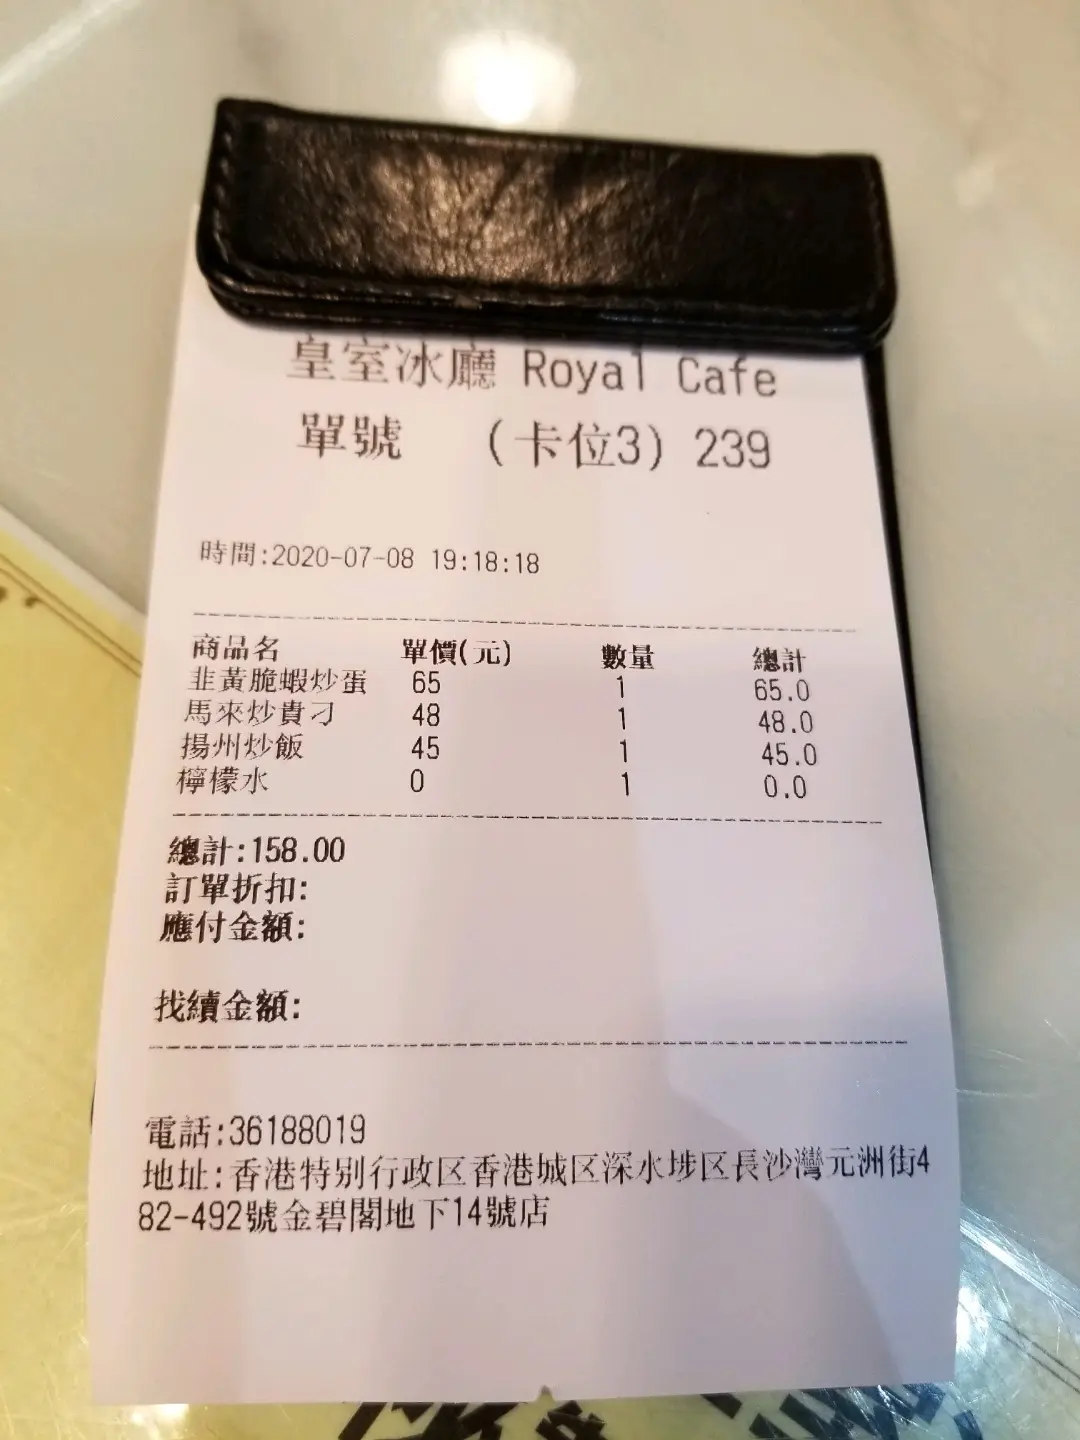 皇室冰廳 Royal Cafe
單號 (卡位3) 239
時間:2020-07-08 19:18:18
商品名 單價(元) 數量 總計
韭黃脆蝦炒蛋 65 1 65.0
馬來炒貴刁 48 1 48.0
揚州炒飯 45 1 45.0
檸檬水 0 1 0.0
總計:158.00
訂單折扣:
應付金額:
找續金額:
電話:36188019
地址:香港特別行政区香港城区深水埗区長沙灣元洲街4
82-492號金碧閣地下14號店